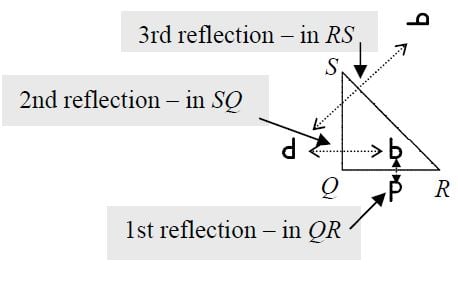 3rd reflection – in RS
S
2nd reflection – in SQ
d
b
Q
p
R
1st reflection – in QR